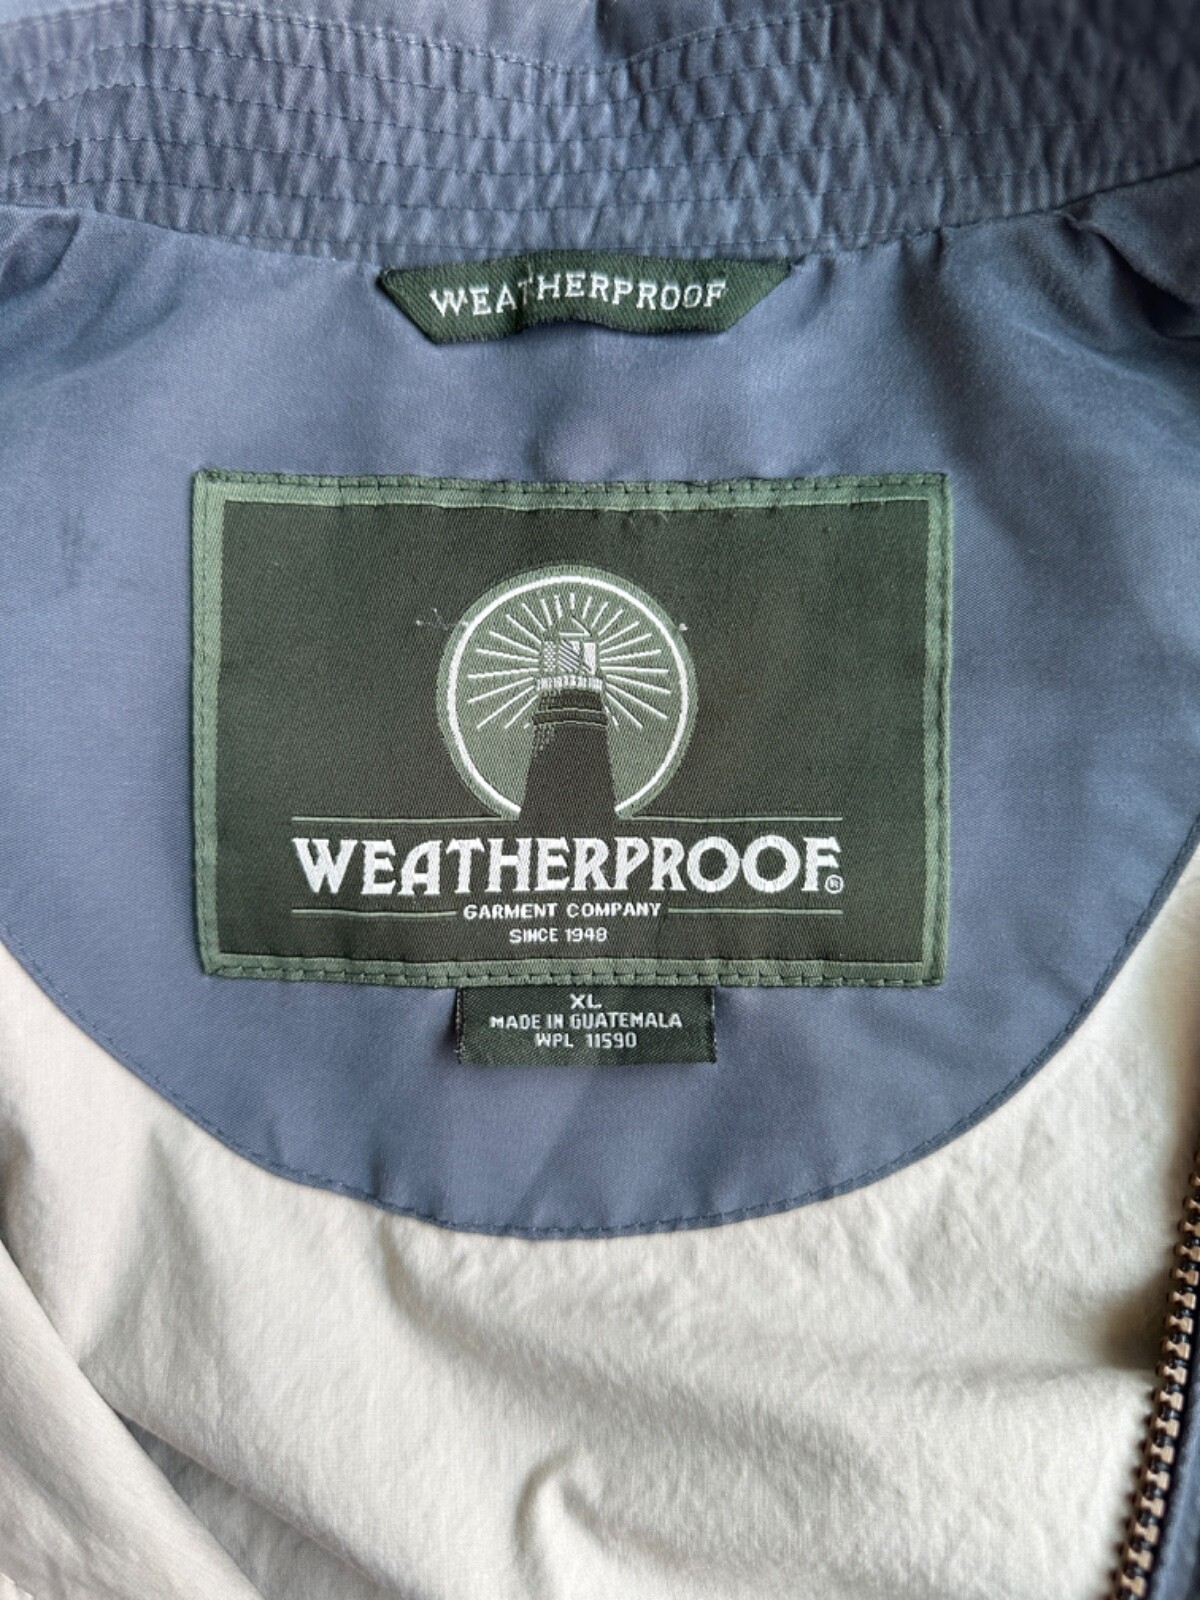 WEATHERPROOF
WEATHERPROOF®
GARMENT COMPANY
SINCE 1948
XL
MADE IN GUATEMALA
WPL 11590